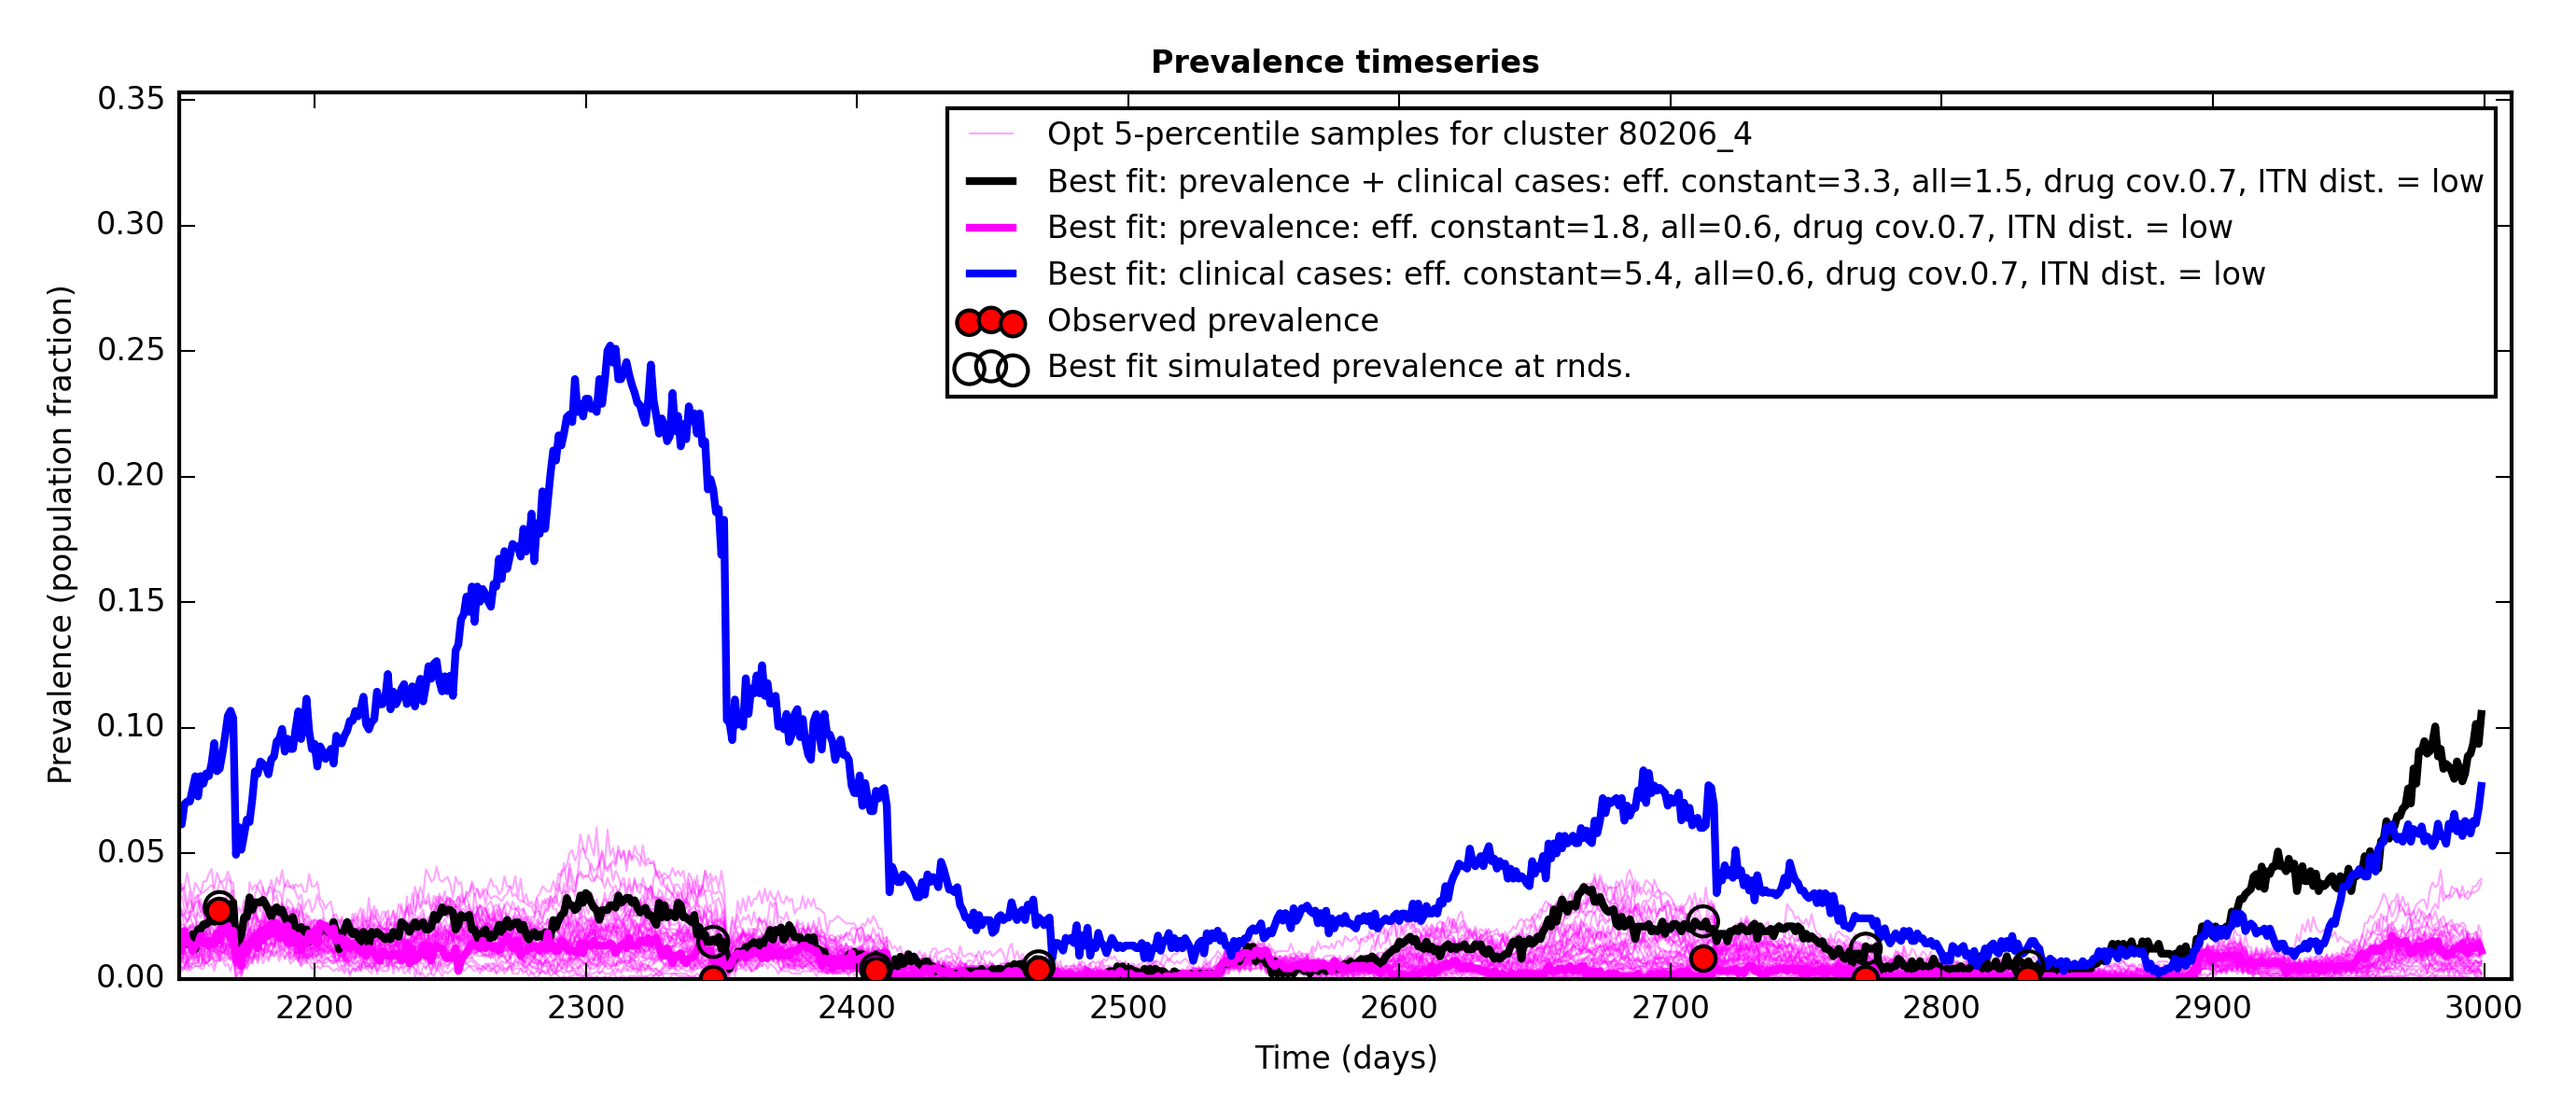 Prevalence timeseries
0.35
0.30
0.25
0.20
0.15
0.10
0.05
0.00
Prevalence (population fraction)
Opt 5-percentile samples for cluster 80206_4
Best fit: prevalence + clinical cases: eff. constant=3.3, all=1.5, drug cov.0.7, ITN dist. = low
Best fit: prevalence: eff. constant=1.8, all=0.6, drug cov.0.7, ITN dist. = low
Best fit: clinical cases: eff. constant=5.4, all=0.6, drug cov.0.7, ITN dist. = low
Observed prevalence
Best fit simulated prevalence at rnds.
2200 2300 2400 2500 2600 2700 2800 2900 3000
Time (days)